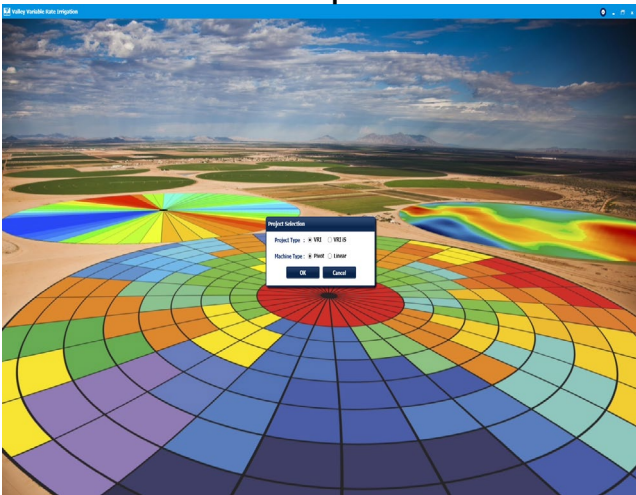 Valley Variable Rate Irrigation
Project Selection
Project Type : VRI VRI iS
Machine Type : Pivot Linear
OK Cancel